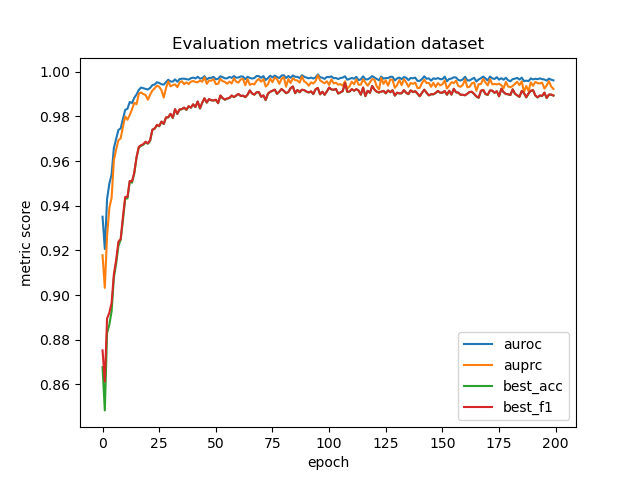 Evaluation metrics validation dataset
metric score
1.00
0.98
0.96
0.94
0.92
0.90
0.88
0.86
0 25 50 75 100 125 150 175 200
epoch
auroc
auprc
best_acc
best_f1